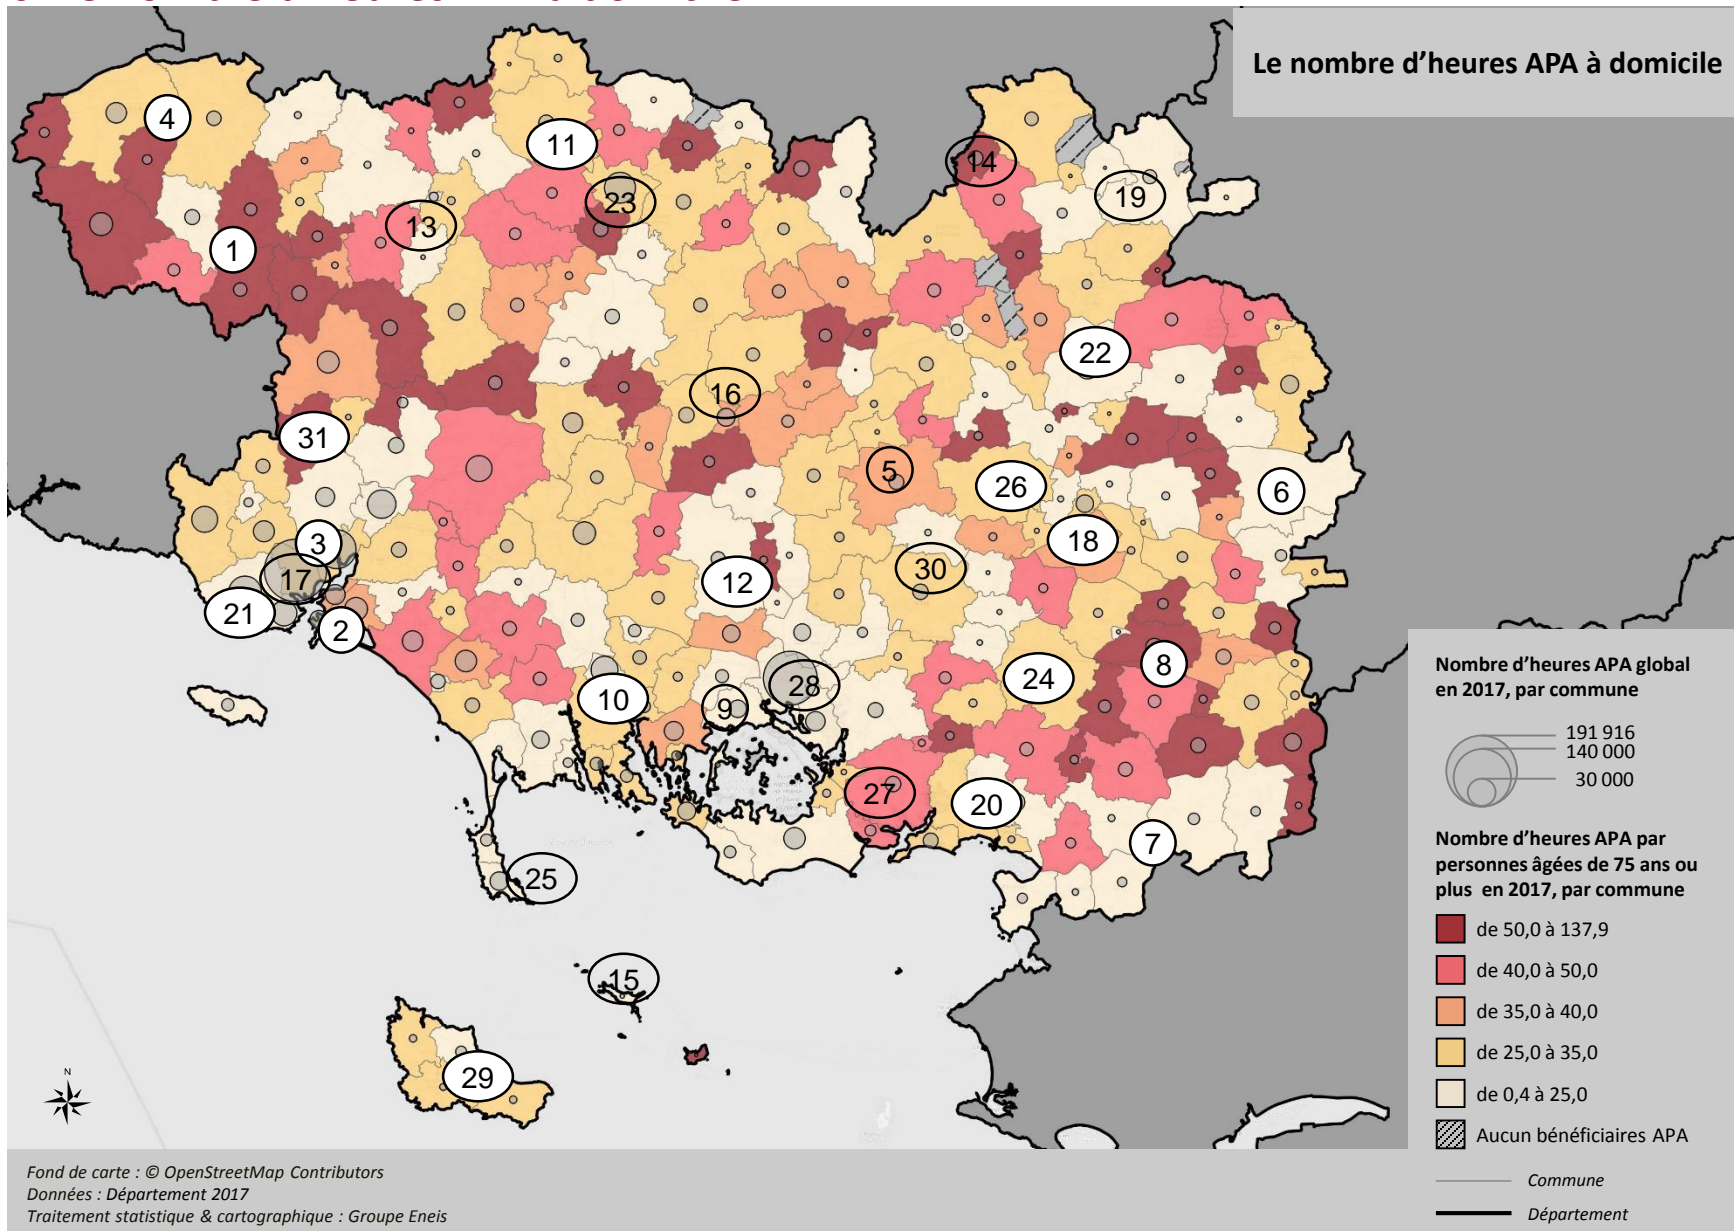 Le nombre d'heures APA à domicile
4
11
14
19
23
13
1
22
16
31
5
26
6
3
18
17
12
30
21
2
8
28
24
10
9
27
20
7
25
15
29
N
Nombre d'heures APA global
en 2017, par commune
191 916
140 000
30 000
Nombre d'heures APA par
personnes âgées de 75 ans ou
plus en 2017, par commune
de 50,0 à 137,9
de 40,0 à 50,0
de 35,0 à 40,0
de 25,0 à 35,0
de 0,4 à 25,0
Aucun bénéficiaires APA
Commune
Département
Fond de carte : © OpenStreetMap Contributors
Données : Département 2017
Traitement statistique & cartographique : Groupe Eneis